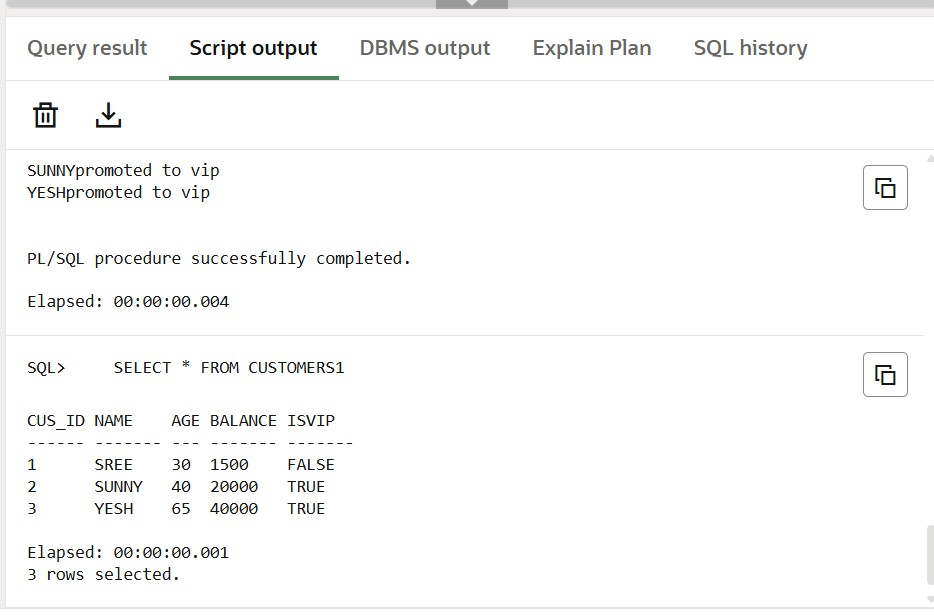 Query result Script output DBMS output Explain Plan SQL history
SUNNYpromoted to vip
YESHpromoted to vip
PL/SQL procedure successfully completed.
Elapsed: 00:00:00.004
SQL>     SELECT * FROM CUSTOMERS1
CUS_ID NAME    AGE BALANCE ISVIP
------ ------- --- ------- -------
1      SREE    30  1500    FALSE
2      SUNNY   40  20000   TRUE
3      YESH    65  40000   TRUE
Elapsed: 00:00:00.001
3 rows selected.